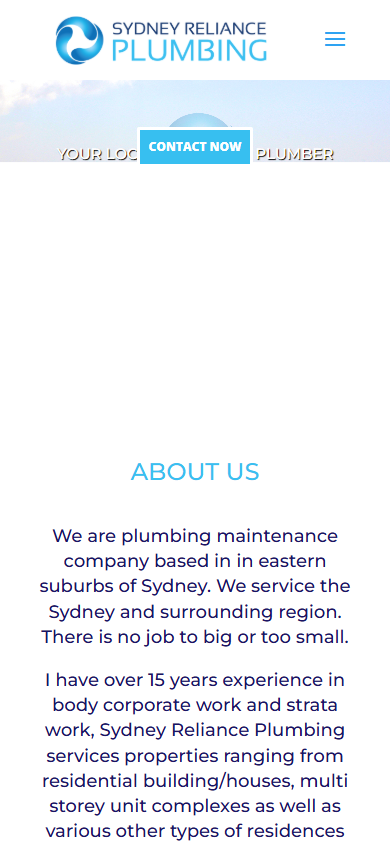 SYDNEY RELIANCE
PLUMBING
YOUR LOC
CONTACT NOW
PLUMBER
ABOUT US
We are plumbing maintenance
company based in in eastern
suburbs of Sydney. We service the
Sydney and surrounding region.
There is no job to big or too small.
I have over 15 years experience in
body corporate work and strata
work, Sydney Reliance Plumbing
services properties ranging from
residential building/houses, multi
storey unit complexes as well as
various other types of residences